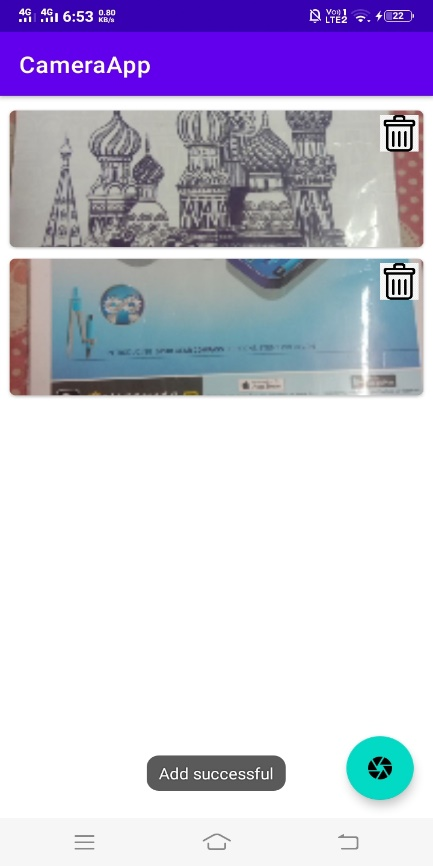 4G 4G 6:53 0.80 KB/s Vo)) 1 LTE2 22
CameraApp
Add successful